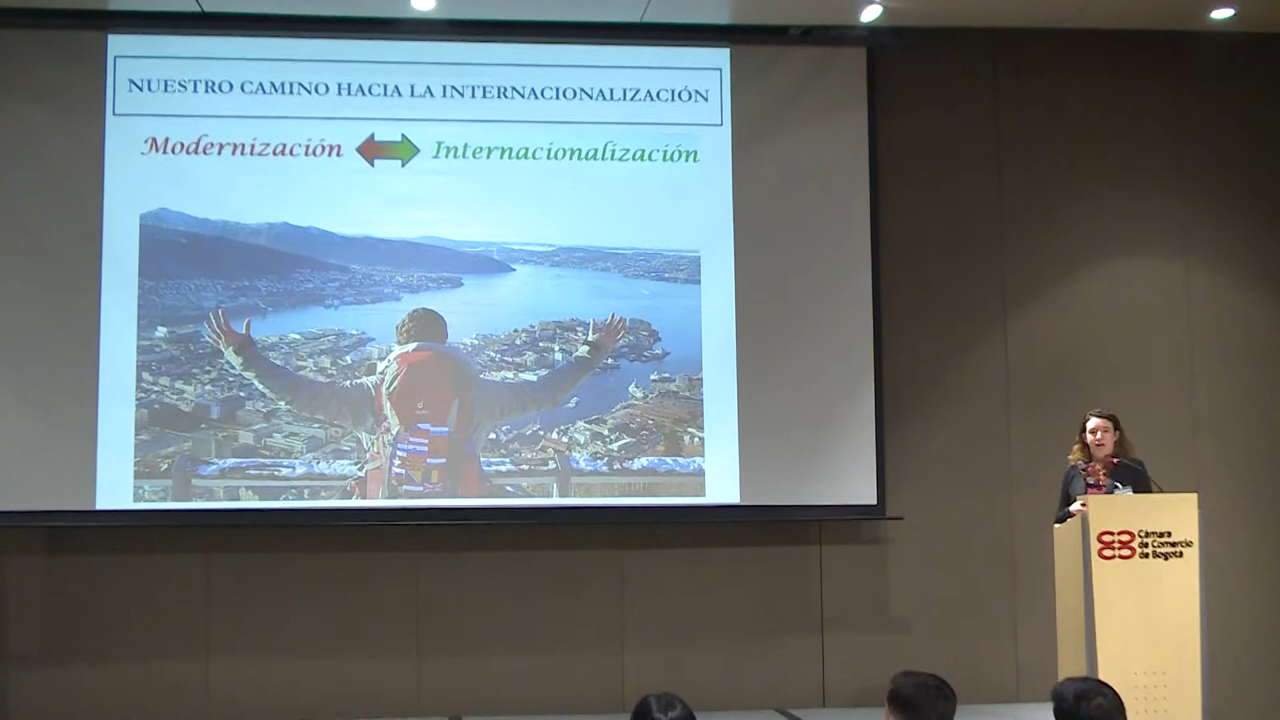 NUESTRO CAMINO HACIA LA INTERNACIONALIZACIÓN
Modernización Internacionalización
Cámara
de Comercio
de Bogotá